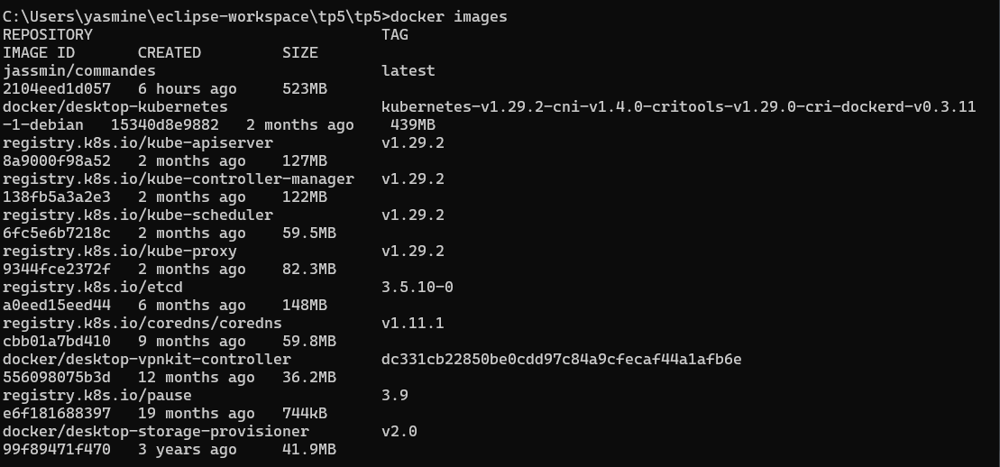 C:\Users\yasmine\eclipse-workspace\tp5\tp5>docker images
REPOSITORY                                TAG
IMAGE ID       CREATED         SIZE
jassmin/commandes                         latest
2104eed1d057   6 hours ago     523MB
docker/desktop-kubernetes                 kubernetes-v1.29.2-cni-v1.4.0-critools-v1.29.0-cri-dockerd-v0.3.11
-1-debian   15340d8e9882   2 months ago    439MB
registry.k8s.io/kube-apiserver            v1.29.2
8a9000f98a52   2 months ago    127MB
registry.k8s.io/kube-controller-manager   v1.29.2
138fb5a3a2e3   2 months ago    122MB
registry.k8s.io/kube-scheduler            v1.29.2
6fc5e6b7218c   2 months ago    59.5MB
registry.k8s.io/kube-proxy                v1.29.2
9344fce2372f   2 months ago    82.3MB
registry.k8s.io/etcd                      3.5.10-0
a0eed15eed44   6 months ago    148MB
registry.k8s.io/coredns/coredns           v1.11.1
cbb01a7bd410   9 months ago    59.8MB
docker/desktop-vpnkit-controller          dc331cb22850be0cdd97c84a9cfecaf44a1afb6e
556098075b3d   12 months ago   36.2MB
registry.k8s.io/pause                     3.9
e6f181688397   19 months ago   744kB
docker/desktop-storage-provisioner        v2.0
99f89471f470   3 years ago     41.9MB